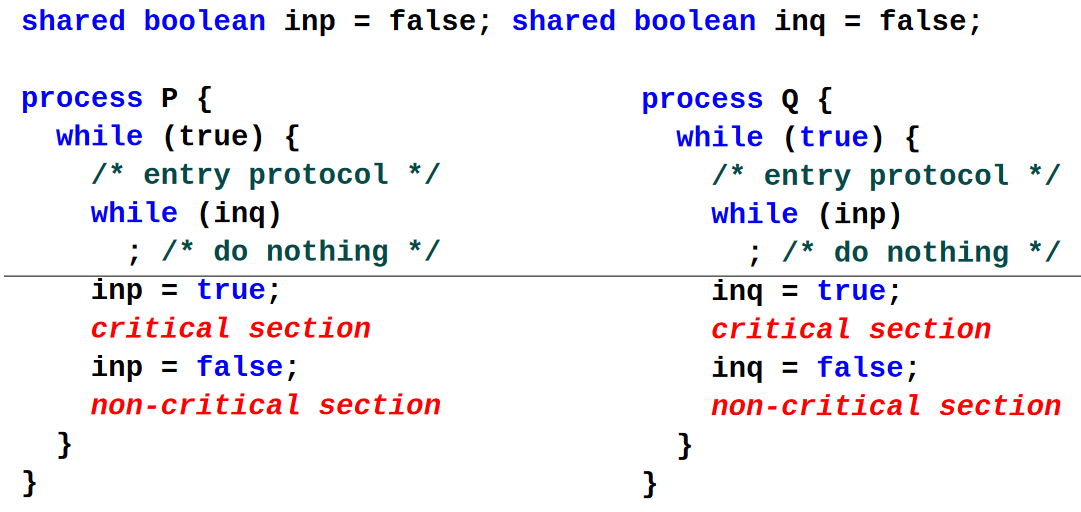 shared boolean inp = false; shared boolean inq = false;
process P {
while (true) {
/* entry protocol */
while (inq)
; /* do nothing */
inp = true;
critical section
inp = false;
non-critical section
}
}
process Q {
while (true) {
/* entry protocol */
while (inp)
; /* do nothing */
inq = true;
critical section
inq = false;
non-critical section
}
}